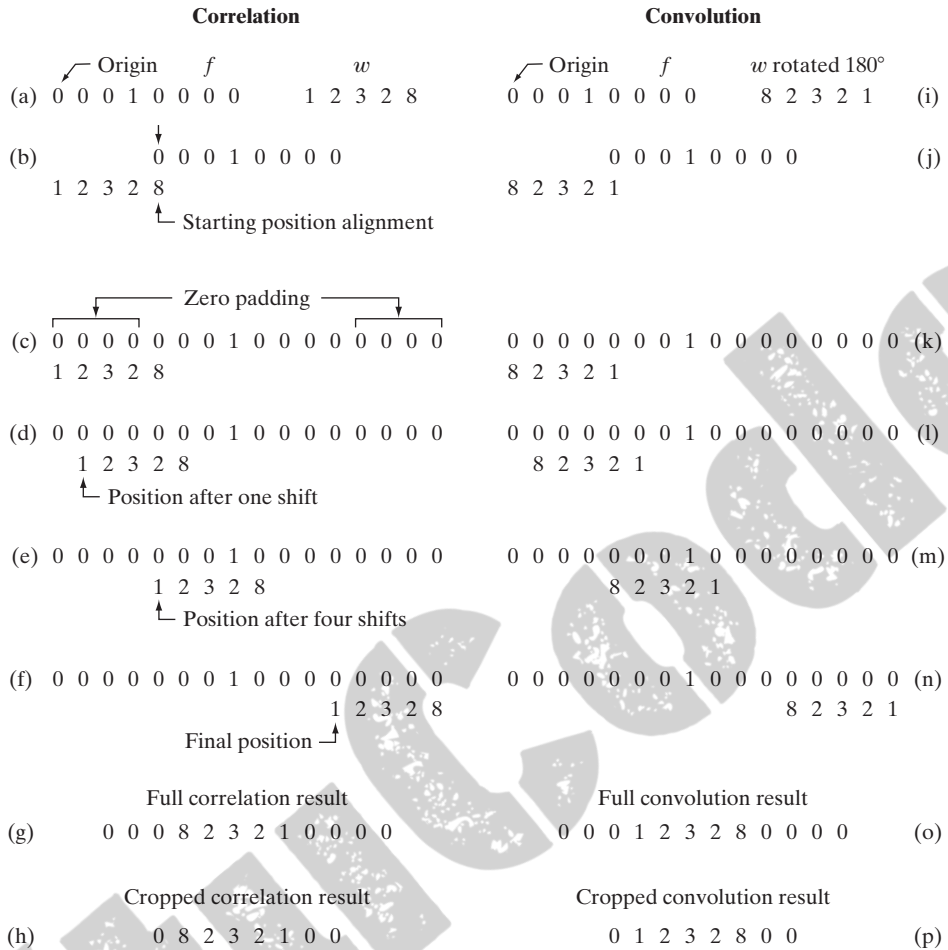 Correlation Convolution
Origin f w Origin f w rotated 180°
(a) 0 0 0 1 0 0 0 0 1 2 3 2 8 0 0 0 1 0 0 0 0 8 2 3 2 1 (i)
(b) 0 0 0 1 0 0 0 0 0 0 0 1 0 0 0 0 (j)
1 2 3 2 8 8 2 3 2 1
Starting position alignment
Zero padding
(c) 0 0 0 0 0 0 0 1 0 0 0 0 0 0 0 0 0 0 0 0 0 0 0 1 0 0 0 0 0 0 0 0 (k)
1 2 3 2 8 8 2 3 2 1
(d) 0 0 0 0 0 0 0 1 0 0 0 0 0 0 0 0 0 0 0 0 0 0 0 1 0 0 0 0 0 0 0 0 (l)
1 2 3 2 8 8 2 3 2 1
Position after one shift
(e) 0 0 0 0 0 0 0 1 0 0 0 0 0 0 0 0 0 0 0 0 0 0 0 1 0 0 0 0 0 0 0 0 (m)
1 2 3 2 8 8 2 3 2 1
Position after four shifts
(f) 0 0 0 0 0 0 0 1 0 0 0 0 0 0 0 0 0 0 0 0 0 0 0 1 0 0 0 0 0 0 0 0 (n)
1 2 3 2 8 8 2 3 2 1
Final position
Full correlation result Full convolution result
(g) 0 0 0 8 2 3 2 1 0 0 0 0 0 0 0 1 2 3 2 8 0 0 0 0 (o)
Cropped correlation result Cropped convolution result
(h) 0 8 2 3 2 1 0 0 0 1 2 3 2 8 0 0 (p)